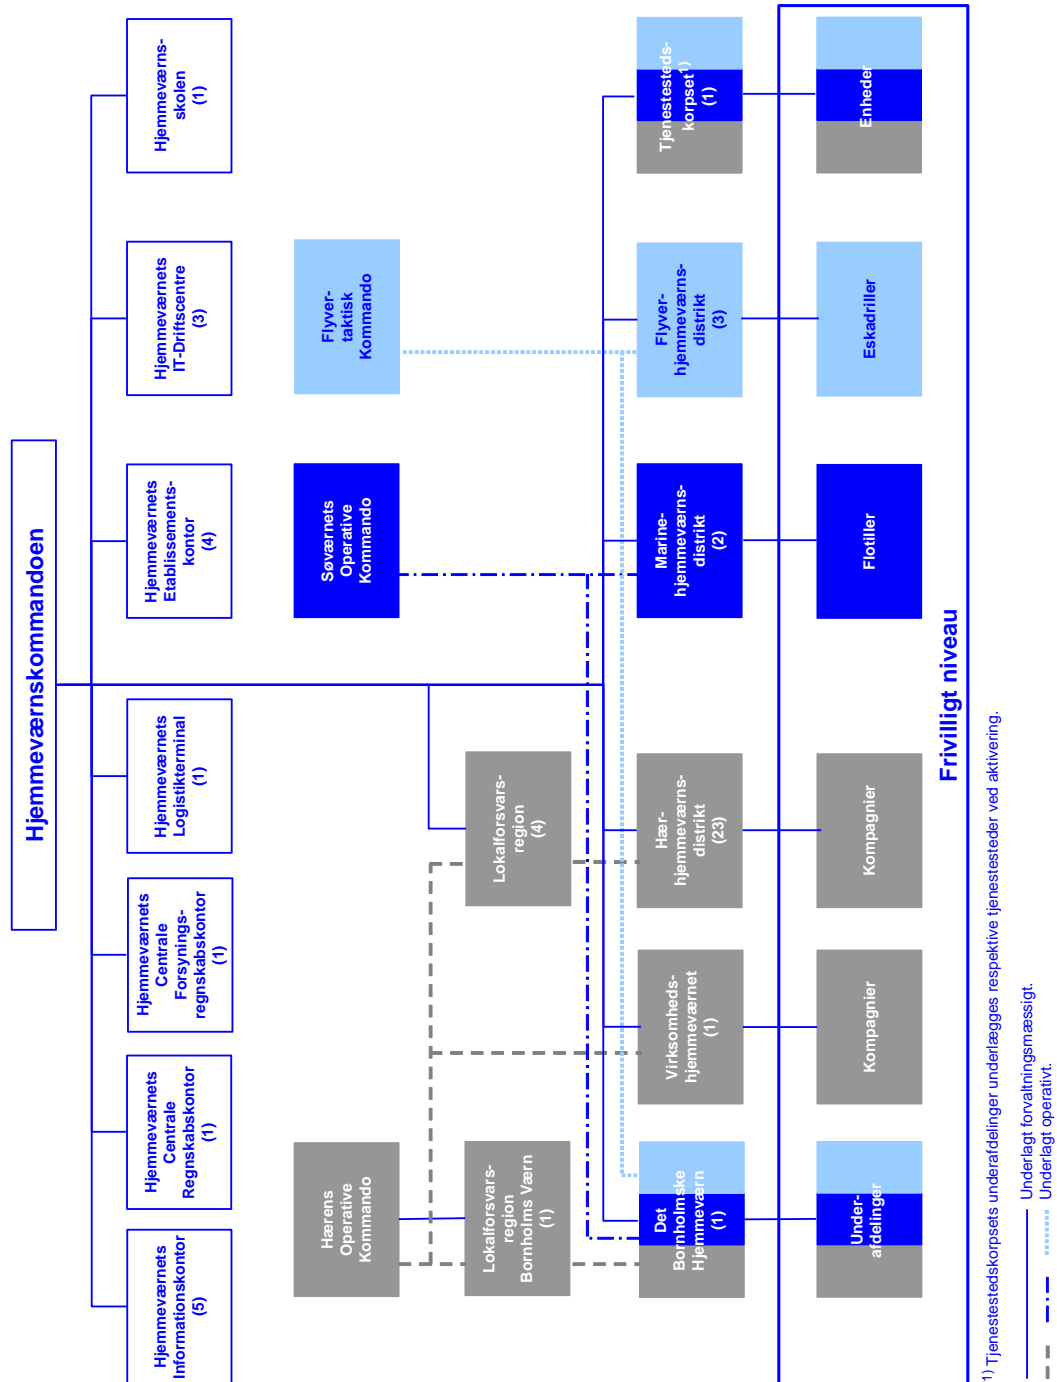 Hjemmeværnskommandoen
Hjemmeværnets
Informationskontor
(5)
Hjemmeværnets
Centrale
Regnskabskontor
(1)
Hjemmeværnets
Centrale
Forsynings-
regnskabskontor
(1)
Hjemmeværnets
Logistikterminal
(1)
Hjemmeværnets
Etablissements-
kontor
(4)
Hjemmeværnets
IT-Driftscentre
(3)
Hjemmeværns-
skolen
(1)
Hærens
Operative
Kommando
Søværnets
Operative
Kommando
Flyver-
taktisk
Kommando
Lokalforsvars-
region
Bornholms Værn
(1)
Lokalforsvars-
region
(4)
Det
Bornholmske
Hjemmeværn
(1)
Virksomheds-
hjemmeværnet
(1)
Hær-
hjemmeværns-
distrikt
(23)
Marine-
hjemmeværns-
distrikt
(2)
Flyver-
hjemmeværns-
distrikt
(3)
Tjenestesteds-
korpset1)
(1)
Under-
afdelinger
Kompagnier
Kompagnier
Flotiller
Eskadriller
Enheder
Frivilligt niveau
1) Tjenestestedskorpsets underafdelinger underlægges respektive tjenestesteder ved aktivering.
Underlagt forvaltningsmæssigt.
Underlagt operativt.